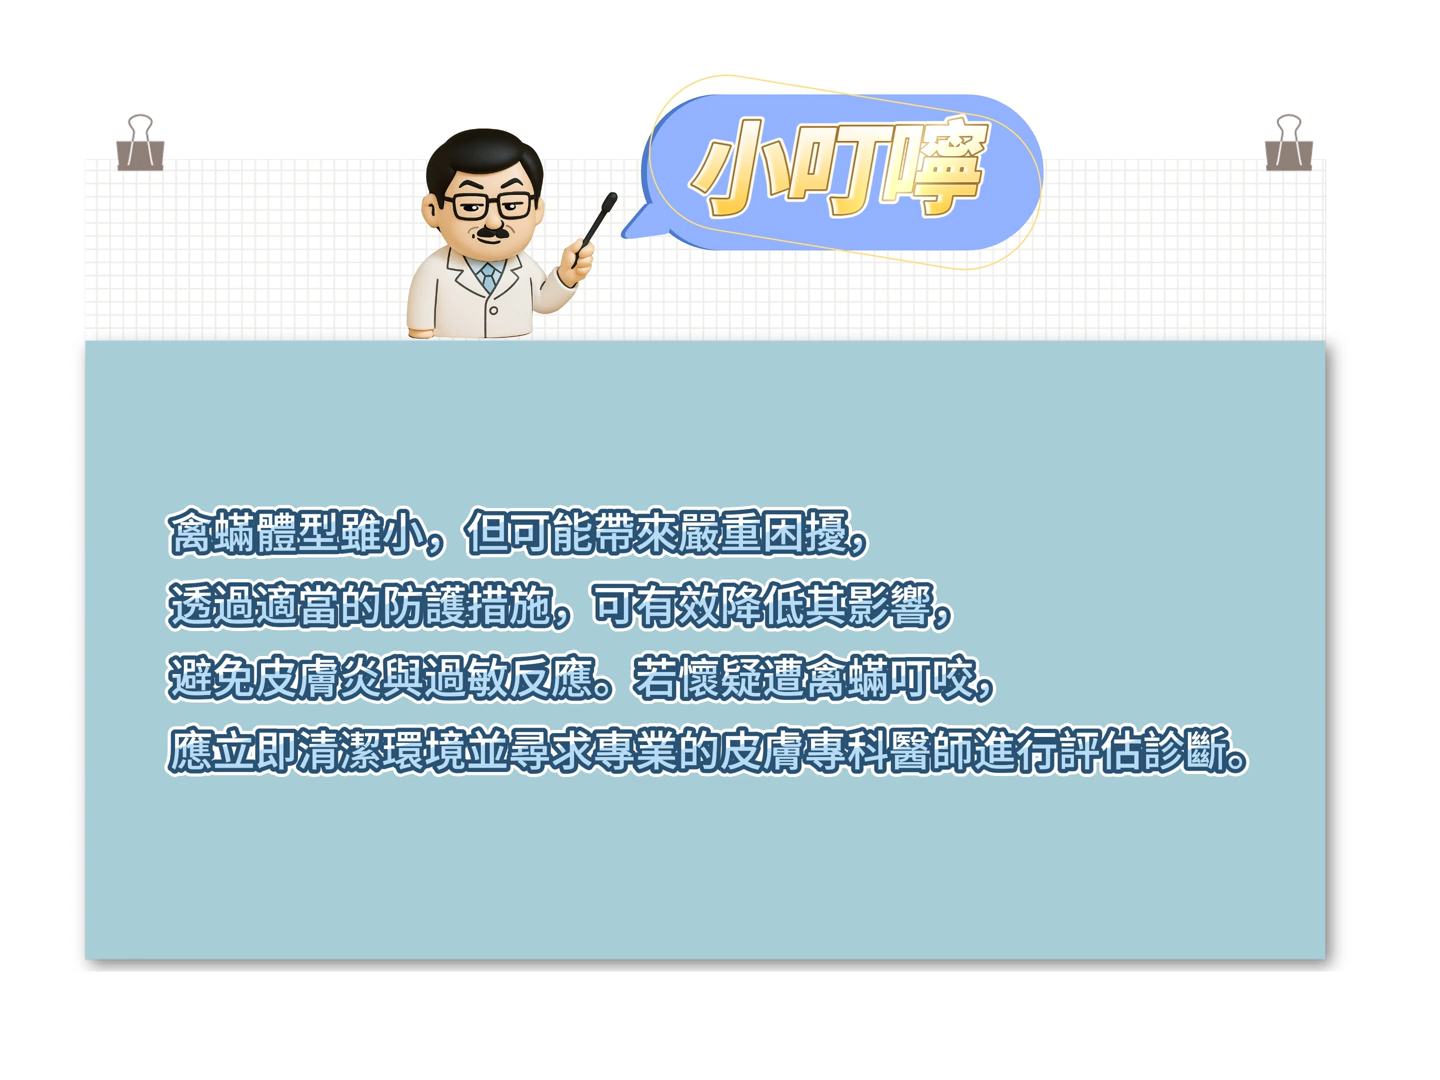 小叮嚀
禽蟎體型雖小，但可能帶來嚴重困擾，
透過適當的防護措施，可有效降低其影響，
避免皮膚炎與過敏反應。若懷疑遭禽蟎叮咬，
應立即清潔環境並尋求專業的皮膚專科醫師進行評估診斷。